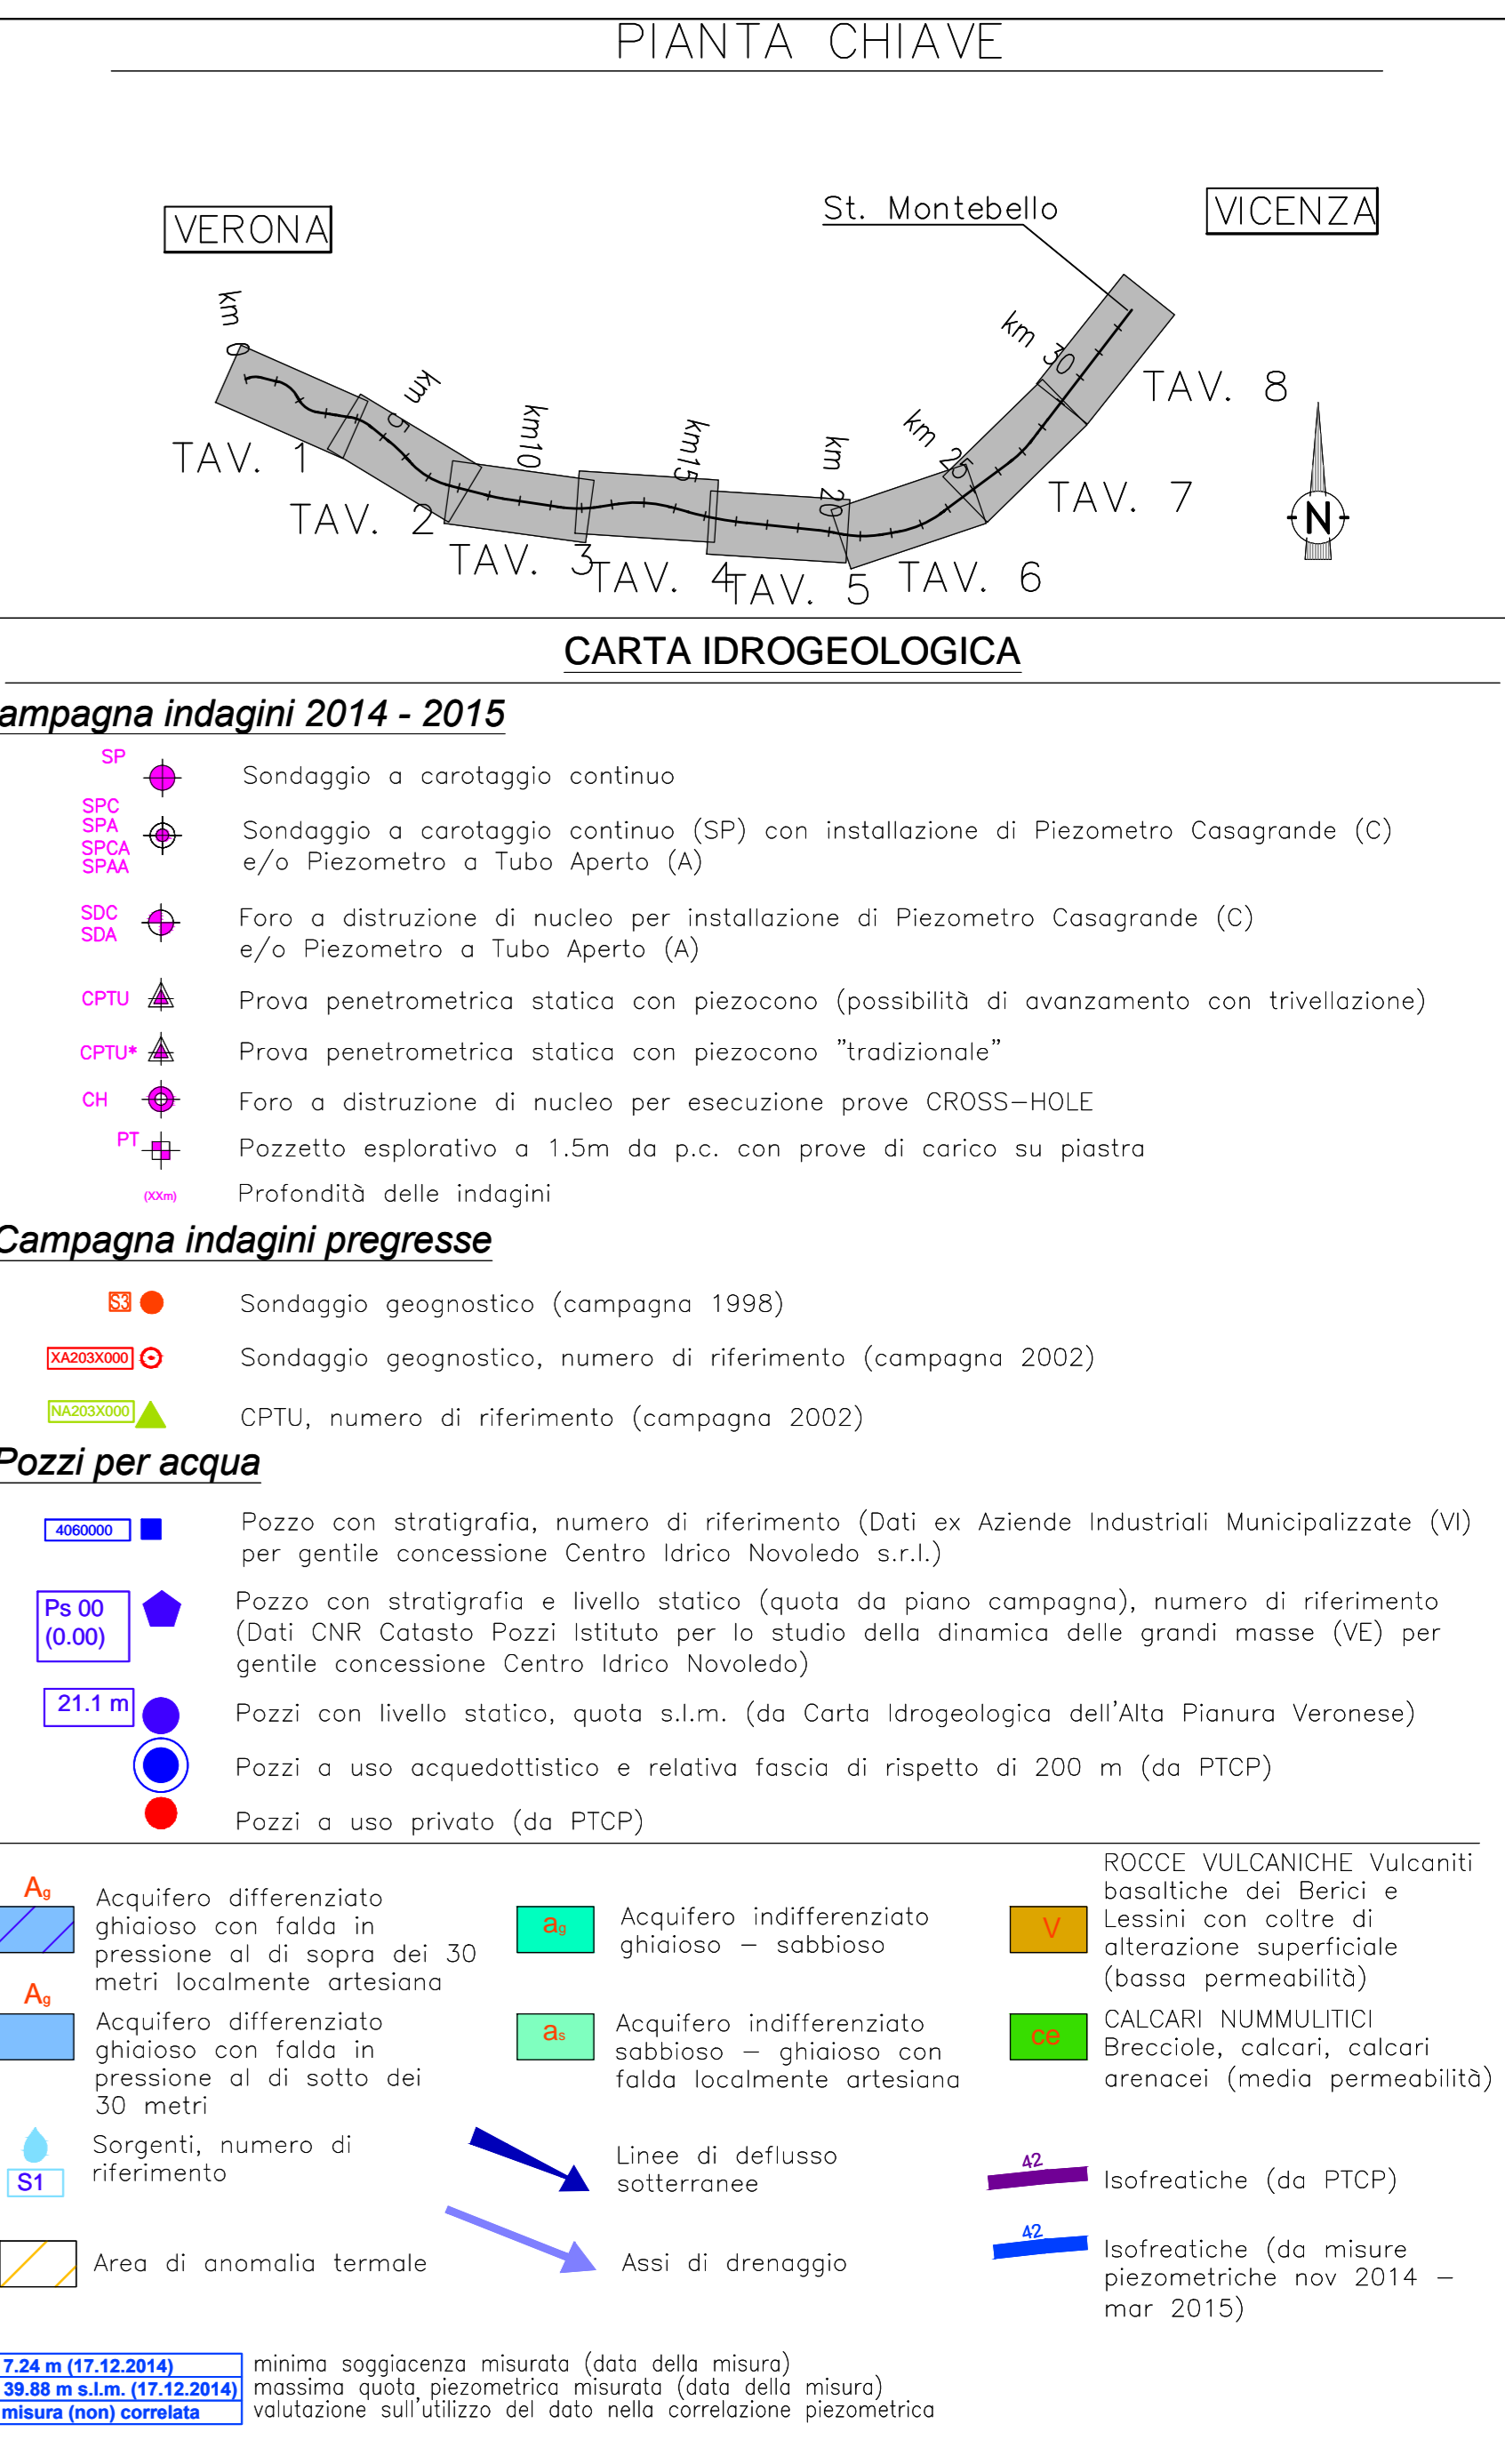 PIANTA CHIAVE
VERONA
St. Montebello
VICENZA
km 0
km 5
km10
km15
km 20
km 25
km 30
TAV. 1
TAV. 2
TAV. 3
TAV. 4
TAV. 5
TAV. 6
TAV. 7
TAV. 8
N
CARTA IDROGEOLOGICA
ampagna indagini 2014 - 2015
SP
Sondaggio a carotaggio continuo
SPC
SPA
SPCA
SPAA
Sondaggio a carotaggio continuo (SP) con installazione di Piezometro Casagrande (C)
e/o Piezometro a Tubo Aperto (A)
SDC
SDA
Foro a distruzione di nucleo per installazione di Piezometro Casagrande (C)
e/o Piezometro a Tubo Aperto (A)
CPTU
Prova penetrometrica statica con piezocono (possibilità di avanzamento con trivellazione)
CPTU*
Prova penetrometrica statica con piezocono "tradizionale"
CH
Foro a distruzione di nucleo per esecuzione prove CROSS-HOLE
PT
Pozzetto esplorativo a 1.5m da p.c. con prove di carico su piastra
(XXm)
Profondità delle indagini
Campagna indagini pregresse
S3
Sondaggio geognostico (campagna 1998)
XA203X000
Sondaggio geognostico, numero di riferimento (campagna 2002)
NA203X000
CPTU, numero di riferimento (campagna 2002)
Pozzi per acqua
4060000
Pozzo con stratigrafia, numero di riferimento (Dati ex Aziende Industriali Municipalizzate (VI)
per gentile concessione Centro Idrico Novoledo s.r.l.)
Ps 00
(0.00)
Pozzo con stratigrafia e livello statico (quota da piano campagna), numero di riferimento
(Dati CNR Catasto Pozzi Istituto per lo studio della dinamica delle grandi masse (VE) per
gentile concessione Centro Idrico Novoledo)
21.1 m
Pozzi con livello statico, quota s.l.m. (da Carta Idrogeologica dell'Alta Pianura Veronese)
Pozzi a uso acquedottistico e relativa fascia di rispetto di 200 m (da PTCP)
Pozzi a uso privato (da PTCP)
Ag
Acquifero differenziato
ghiaioso con falda in
pressione al di sopra dei 30
metri localmente artesiana
Ag
Acquifero differenziato
ghiaioso con falda in
pressione al di sotto dei
30 metri
S1
Sorgenti, numero di
riferimento
Area di anomalia termale
ag
Acquifero indifferenziato
ghiaioso - sabbioso
as
Acquifero indifferenziato
sabbioso - ghiaioso con
falda localmente artesiana
Linee di deflusso
sotterranee
Assi di drenaggio
V
ROCCE VULCANICHE Vulcaniti
basaltiche dei Berici e
Lessini con coltre di
alterazione superficiale
(bassa permeabilità)
ce
CALCARI NUMMULITICI
Brecciole, calcari, calcari
arenacei (media permeabilità)
42
Isofreatiche (da PTCP)
42
Isofreatiche (da misure
piezometriche nov 2014 -
mar 2015)
7.24 m (17.12.2014)
minima soggiacenza misurata (data della misura)
39.88 m s.l.m. (17.12.2014)
massima quota piezometrica misurata (data della misura)
misura (non) correlata
valutazione sull'utilizzo del dato nella correlazione piezometrica